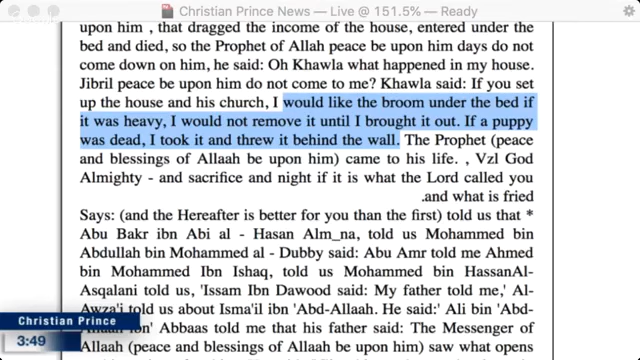 Christian Prince News — Live @ 151.5% — Ready
upon him , that dragged the income of the house, entered under the
bed and died, so the Prophet of Allah peace be upon him days do not
come down on him, he said: Oh Khawla what happened in my house.
Jibril peace be upon him do not come to me? Khawla said: If you set
up the house and his church, I would like the broom under the bed if
it was heavy, I would not remove it until I brought it out. If a puppy
was dead, I took it and threw it behind the wall. The Prophet (peace
and blessings of Allaah be upon him) came to his life. , Vzl God
Almighty - and sacrifice and night if it is what the Lord called you
.and what is fried
Says: (and the Hereafter is better for you than the first) told us that *
Abu Bakr ibn Abi al - Hasan Alm_na, told us Mohammed bin
Abdullah bin Mohammed al - Dubby said: Abu Amr told me Ahmed
bin Mohammed Ibn Ishaq, told us Mohammed bin HassanAl-
Asqalani told us, 'Issam Ibn Dawood said: My father told me,' Al-
Awza'i told us about Isma'il ibn 'Abd-Allaah. He said:' Ali bin 'Abd-
Abbaas told me that his father said: The Messenger of
Allaah (peace and blessings of Allaah be upon him) saw what opens
Christian Prince
3:49